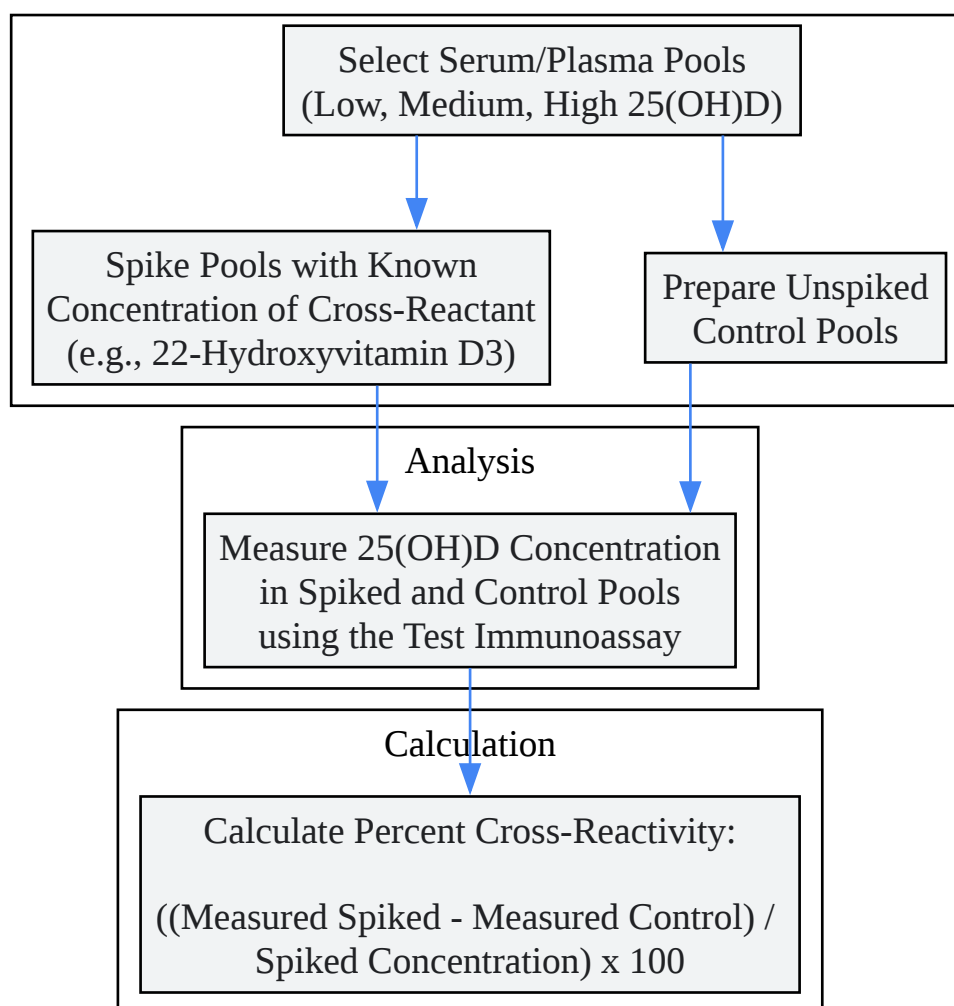 Select Serum/Plasma Pools
(Low, Medium, High 25(OH)D)
Spike Pools with Known
Concentration of Cross-Reactant
(e.g., 22-Hydroxyvitamin D3)
Prepare Unspiked
Control Pools
Analysis
Measure 25(OH)D Concentration
in Spiked and Control Pools
using the Test Immunoassay
Calculation
Calculate Percent Cross-Reactivity:
((Measured Spiked - Measured Control) /
Spiked Concentration) x 100